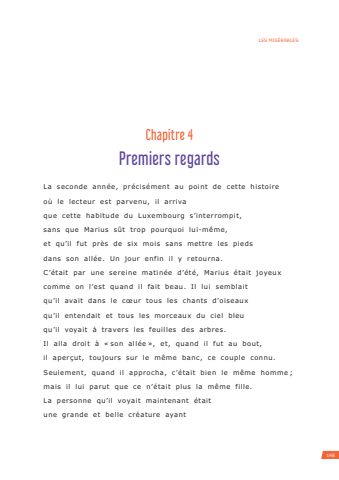 LES MISÉRABLES
Chapitre 4
Premiers regards
La seconde année, précisément au point de cette histoire
où le lecteur est parvenu, il arriva
que cette habitude du Luxembourg s'interrompit,
sans que Marius sût trop pourquoi lui-même,
et qu'il fut près de six mois sans mettre les pieds
dans son allée. Un jour enfin il y retourna.
C'était par une sereine matinée d'été, Marius était joyeux
comme on l'est quand il fait beau. Il lui semblait
qu'il avait dans le cœur tous les chants d'oiseaux
qu'il entendait et tous les morceaux du ciel bleu
qu'il voyait à travers les feuilles des arbres.
Il alla droit à « son allée », et, quand il fut au bout,
il aperçut, toujours sur le même banc, ce couple connu.
Seulement, quand il approcha, c'était bien le même homme ;
mais il lui parut que ce n'était plus la même fille.
La personne qu'il voyait maintenant était
une grande et belle créature ayant